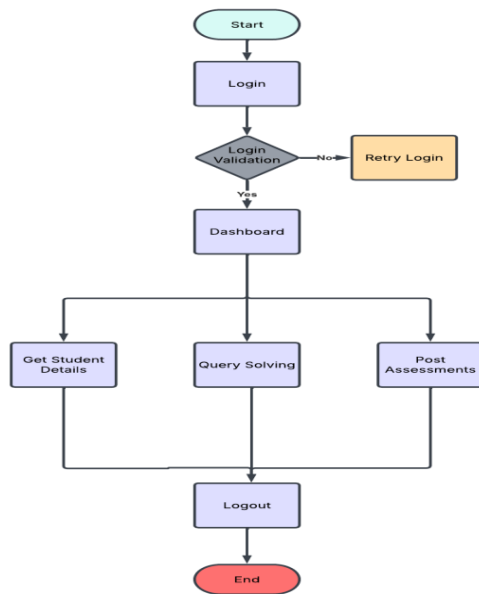 Start
Login
Login
Validation
No
Retry Login
Yes
Dashboard
Get Student
Details
Query Solving
Post
Assessments
Logout
End